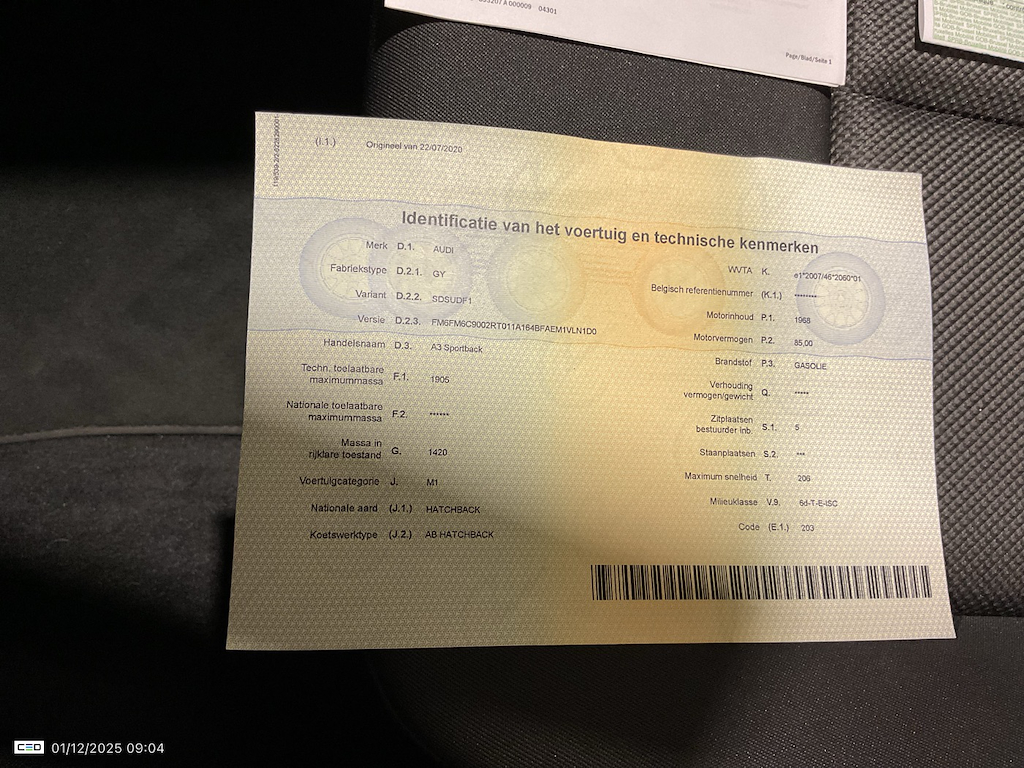 A 000009 04301
Page/Blad/Seite 1
(I.1.) Origineel van 22/07/2020
Identificatie van het voertuig en technische kenmerken
Merk D.1. AUDI
Fabriekstype D.2.1. GY
Variant D.2.2. SDSUDF1
Versie D.2.3. FM6FM6C9002RT011A164BFAEM1VLN1D0
Handelsnaam D.3. A3 Sportback
Techn. toelaatbare
maximummassa F.1. 1905
Nationale toelaatbare
maximummassa F.2. ******
Massa in
rijklare toestand G. 1420
Voertuigcategorie J. M1
Nationale aard (J.1.) HATCHBACK
Koetswerktype (J.2.) AB HATCHBACK
WVTA K. e1*2007/46*2060*01
Belgisch referentienummer (K.1.) ********
Motorinhoud P.1. 1968
Motorvermogen P.2. 85,00
Brandstof P.3. GASOLIE
Verhouding
vermogen/gewicht Q. *****
Zitplaatsen
bestuurder inb. S.1. 5
Staanplaatsen S.2. ***
Maximum snelheid T. 206
Milieuklasse V.9. 6d-T-E-ISC
Code (E.1.) 203
CEO 01/12/2025 09:04